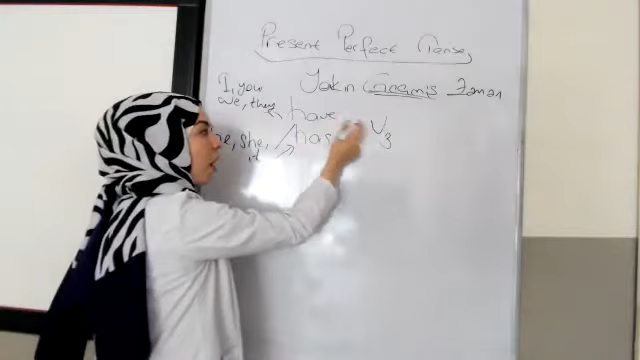 Present Perfect Tense
Yakın Geçmiş Zaman
I, you
we, they have
he, she, has V3
it